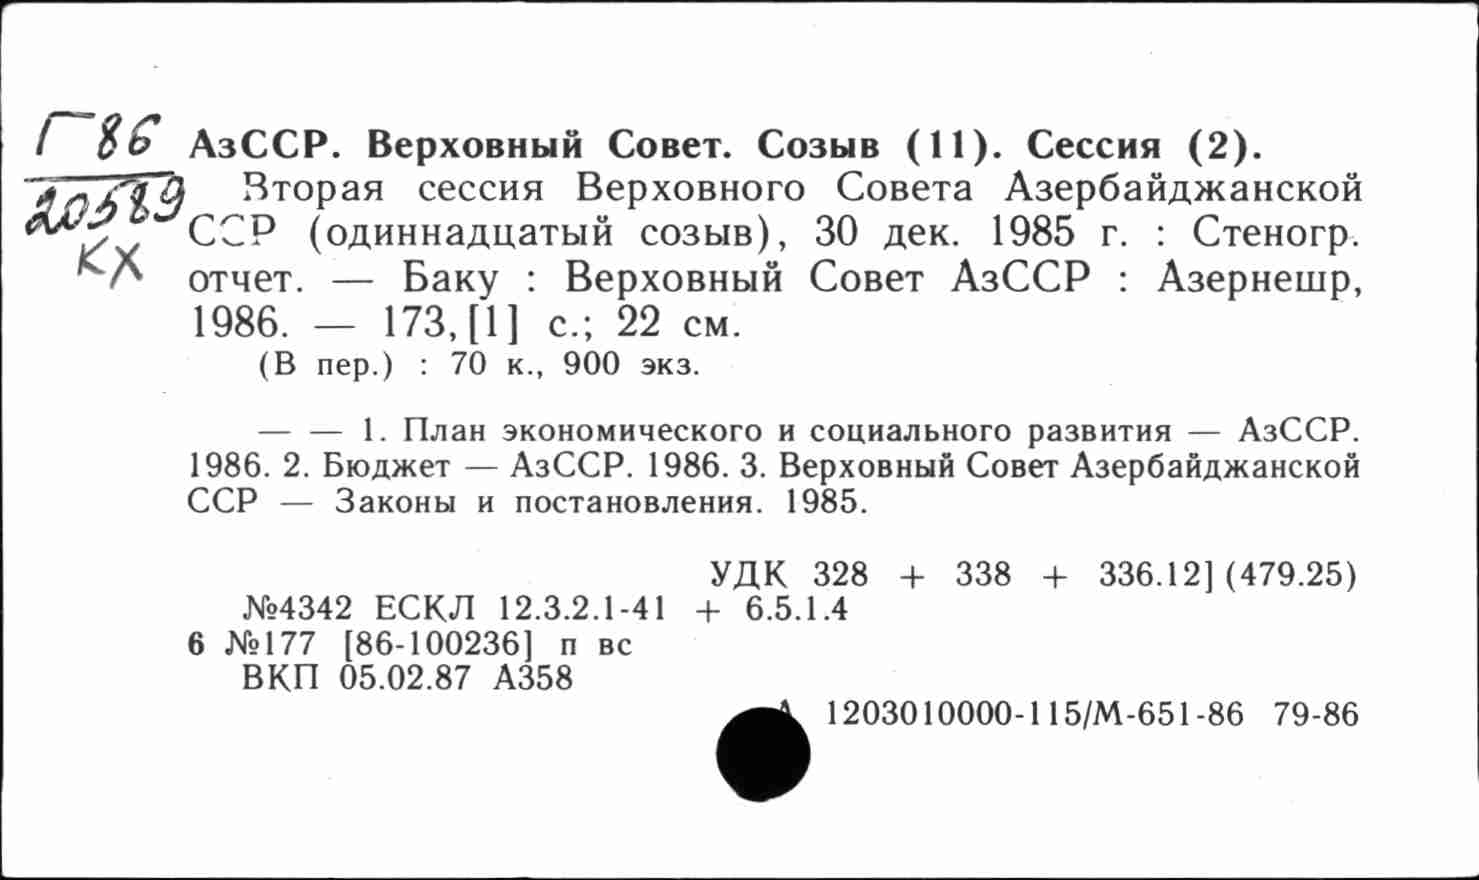 Г86
20589
КХ
АзССР. Верховный Совет. Созыв (11). Сессия (2).
Вторая сессия Верховного Совета Азербайджанской
ССР (одиннадцатый созыв), 30 дек. 1985 г. : Стеногр.
отчет. — Баку : Верховный Совет АзССР : Азернешр,
1986. — 173, [1] с.; 22 см.
(В пер.) : 70 к., 900 экз.
— — 1. План экономического и социального развития — АзССР.
1986. 2. Бюджет — АзССР. 1986. 3. Верховный Совет Азербайджанской
ССР — Законы и постановления. 1985.
УДК 328 + 338 + 336.12] (479.25)
№4342 ЕСКЛ 12.3.2.1-41 + 6.5.1.4
6 №177 [86-100236] п вс
ВКП 05.02.87 А358
1203010000-115/М-651-86 79-86